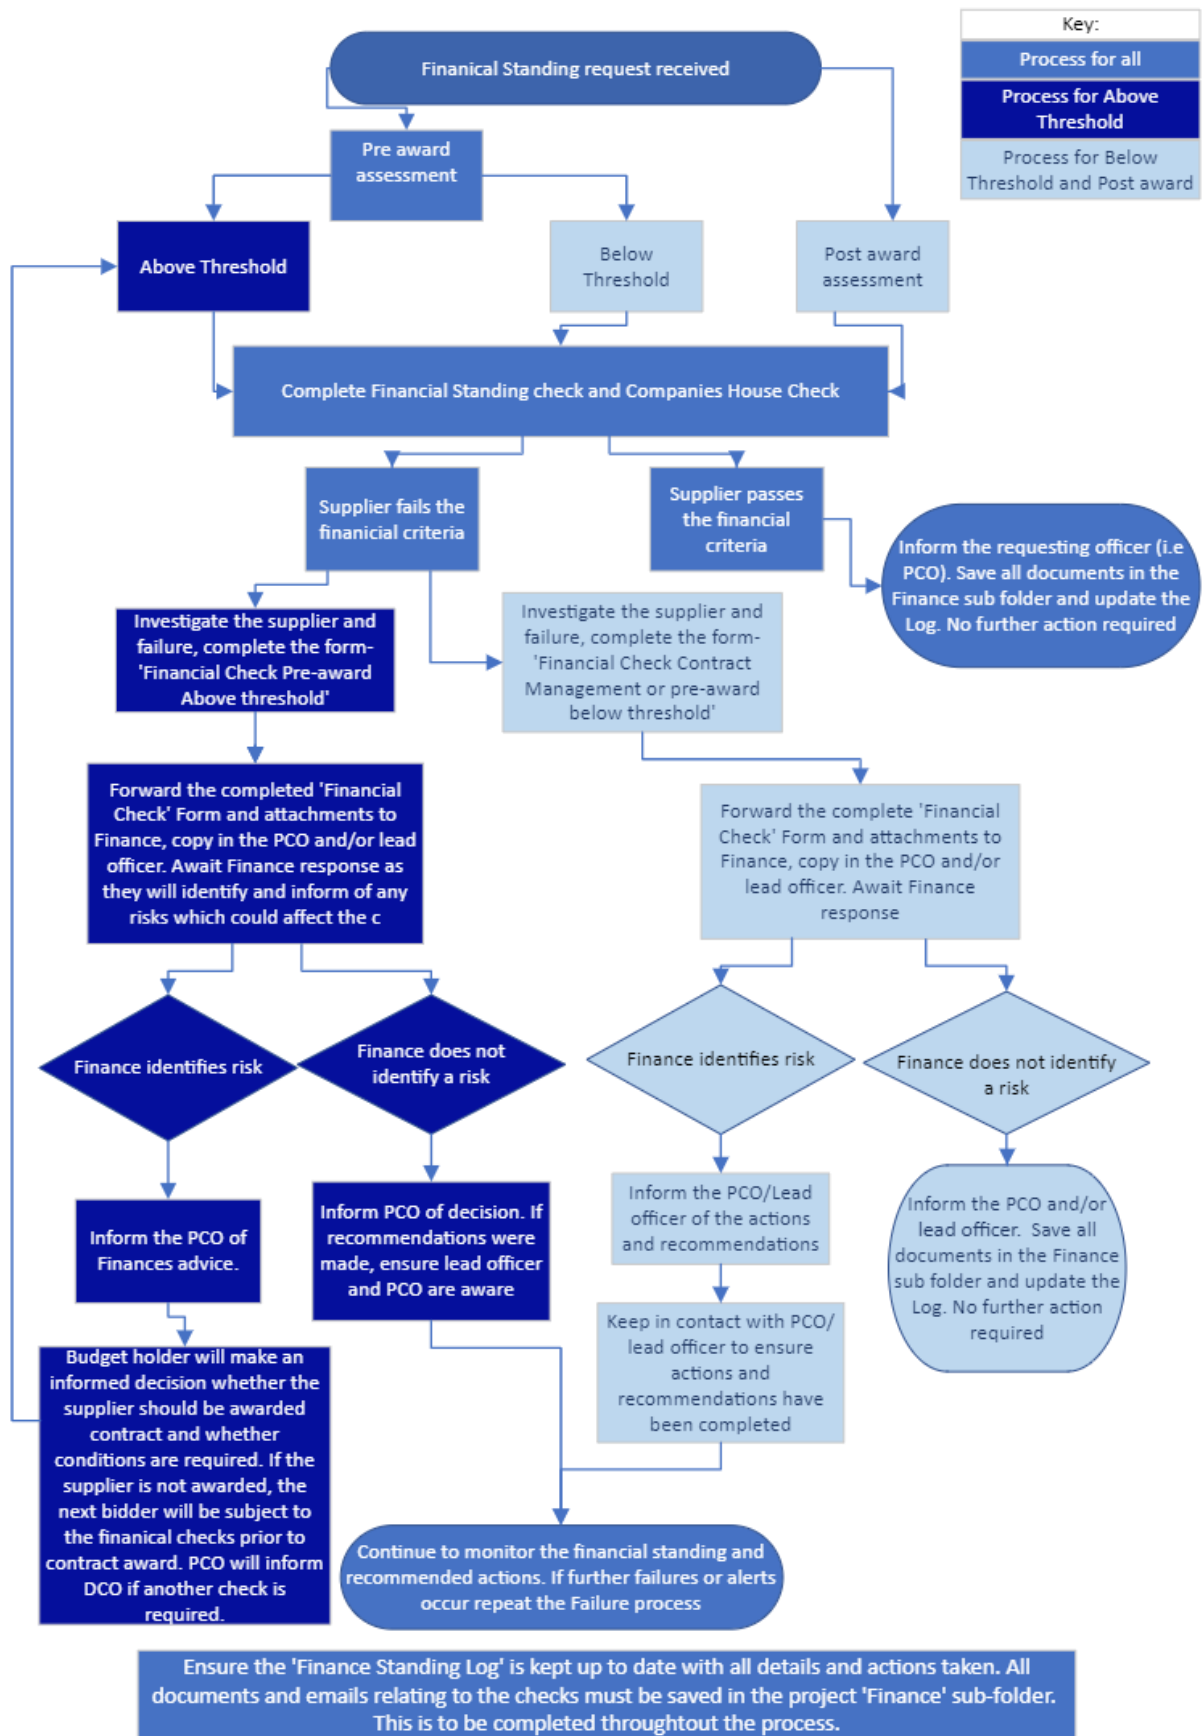 Key:
Process for all
Process for Above
Threshold
Process for Below
Threshold and Post award
Finanical Standing request received
Pre award
assessment
Above Threshold
Below
Threshold
Post award
assessment
Complete Financial Standing check and Companies House Check
Supplier fails the
finanicial criteria
Supplier passes
the financial
criteria
Inform the requesting officer (i.e
PCO). Save all documents in the
Finance sub folder and update the
Log. No further action required
Investigate the supplier and
failure, complete the form-
'Financial Check Pre-award
Above threshold'
Investigate the supplier and
failure, complete the form-
'Financial Check Contract
Management or pre-award
below threshold'
Forward the completed 'Financial
Check' Form and attachments to
Finance, copy in the PCO and/or lead
officer. Await Finance response as
they will identify and inform of any
risks which could affect the c
Forward the complete 'Financial
Check' Form and attachments to
Finance, copy in the PCO and/or
lead officer. Await Finance
response
Finance identifies risk
Finance does not
identify a risk
Finance identifies risk
Finance does not identify
a risk
Inform the PCO of
Finances advice.
Inform PCO of decision. If
recommendations were
made, ensure lead officer
and PCO are aware
Inform the PCO/Lead
officer of the actions
and recommendations
Inform the PCO and/or
lead officer.  Save all
documents in the Finance
sub folder and update the
Log. No further action
required
Keep in contact with PCO/
lead officer to ensure
actions and
recommendations have
been completed
Budget holder will make an
informed decision whether the
supplier should be awarded
contract and whether
conditions are required. If the
supplier is not awarded, the
next bidder will be subject to
the finanical checks prior to
contract award. PCO will inform
DCO if another check is
required.
Continue to monitor the financial standing and
recommended actions. If further failures or alerts
occur repeat the Failure process
Ensure the 'Finance Standing Log' is kept up to date with all details and actions taken. All
documents and emails relating to the checks must be saved in the project 'Finance' sub-folder.
This is to be completed throughtout the process.